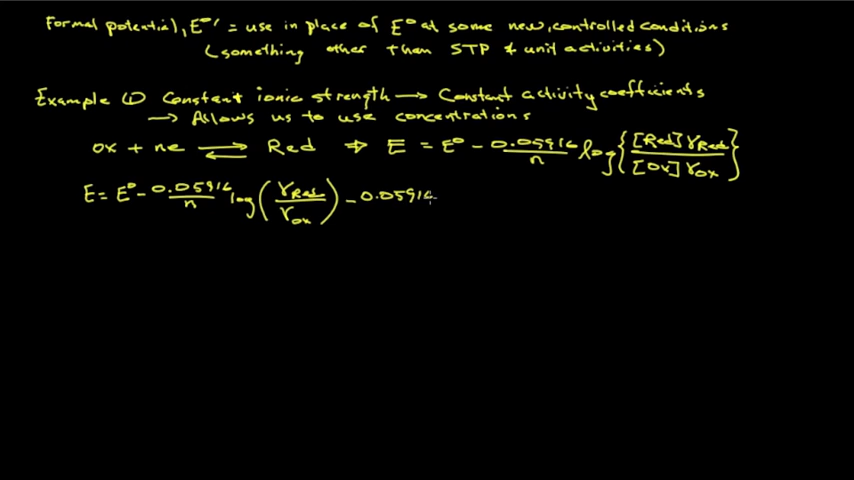 Formal potential, E°' = use in place of E° at some new, controlled conditions
(something other than STP & unit activities)
Example ① Constant ionic strength → Constant activity coefficients
→ Allows us to use concentrations
ox + ne ⇌ Red ⇒ E = E° - 0.05916/n log{[Red]γRed/[Ox]γox}
E = E° - 0.05916/n log(γRed/γox) - 0.05916